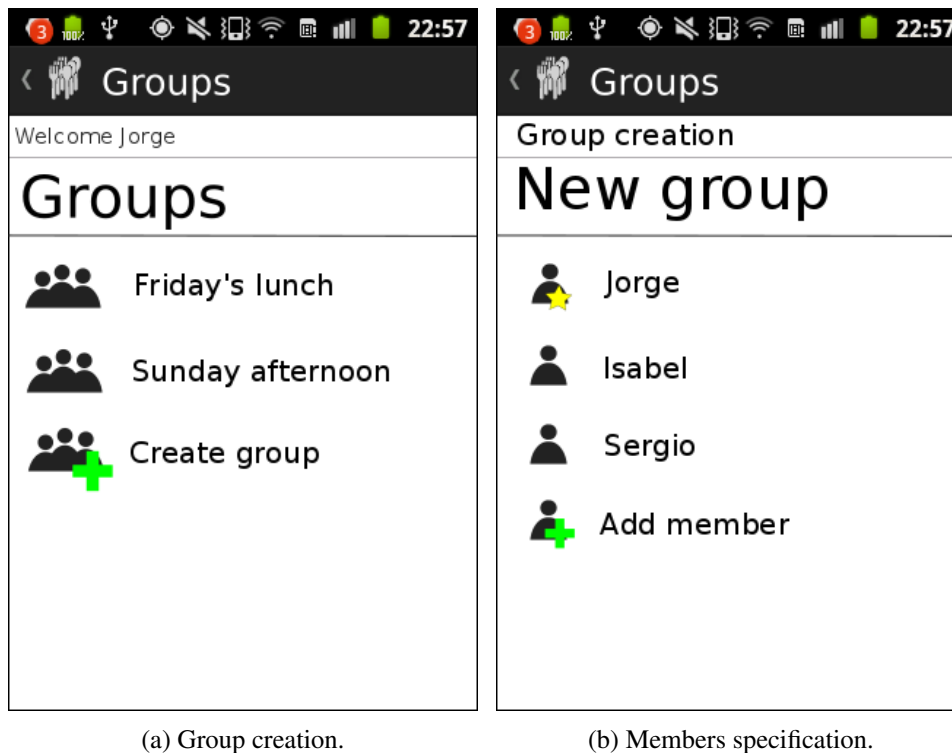 3
100%
22:57
Groups
Welcome Jorge
Groups
Friday's lunch
Sunday afternoon
Create group
(a) Group creation.
3
100%
22:57
Groups
Group creation
New group
Jorge
Isabel
Sergio
Add member
(b) Members specification.